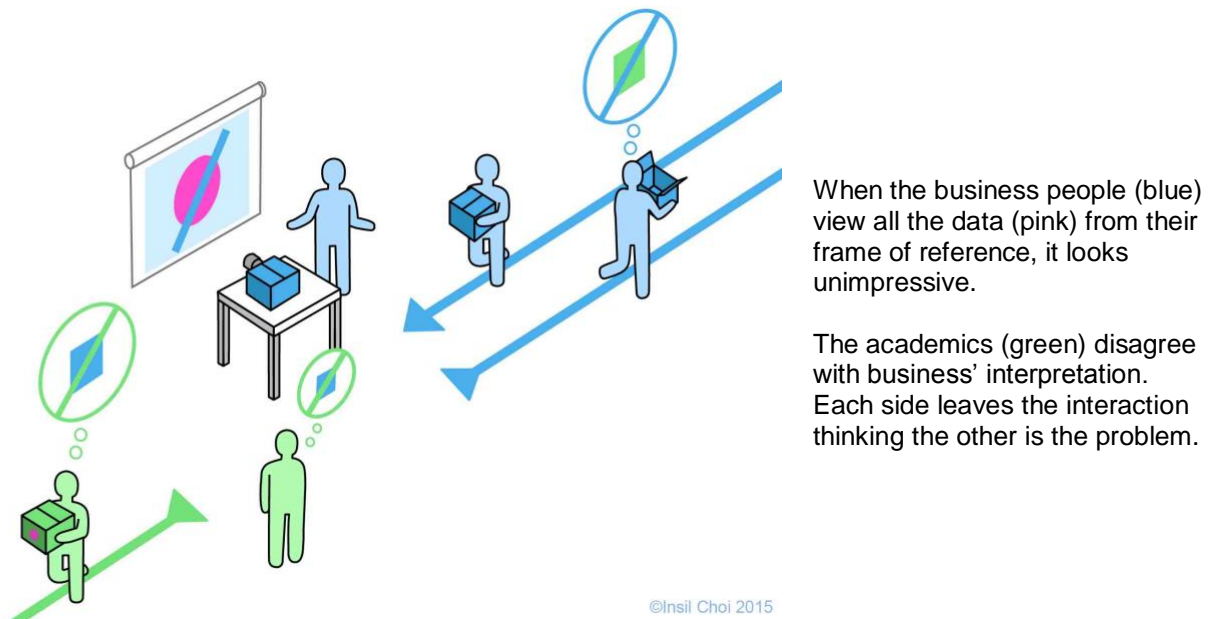 When the business people (blue)
view all the data (pink) from their
frame of reference, it looks
unimpressive.
The academics (green) disagree
with business’ interpretation.
Each side leaves the interaction
thinking the other is the problem.
©Insil Choi 2015